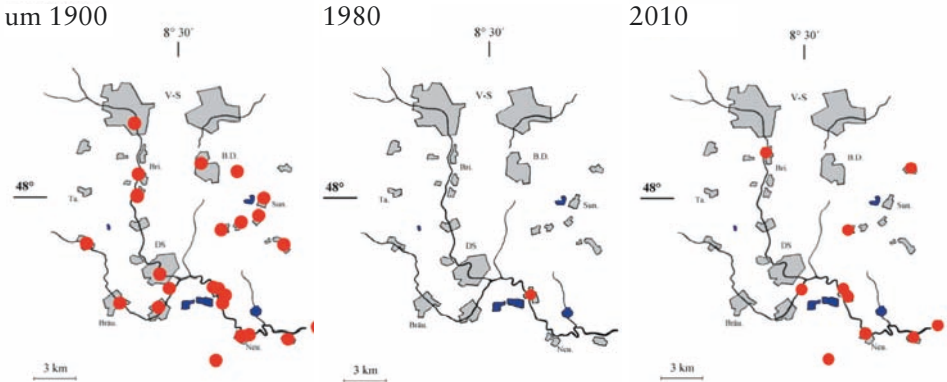 um 1900
8° 30´
V-S
B.D.
Bri.
48°
Ta.
Sun.
DS
Bräu.
Neu.
3 km
1980
8° 30´
V-S
B.D.
Bri.
48°
Ta.
Sun.
DS
Bräu.
Neu.
3 km
2010
8° 30´
V-S
B.D.
Bri.
48°
Ta.
Sun.
DS
Bräu.
Neu.
3 km